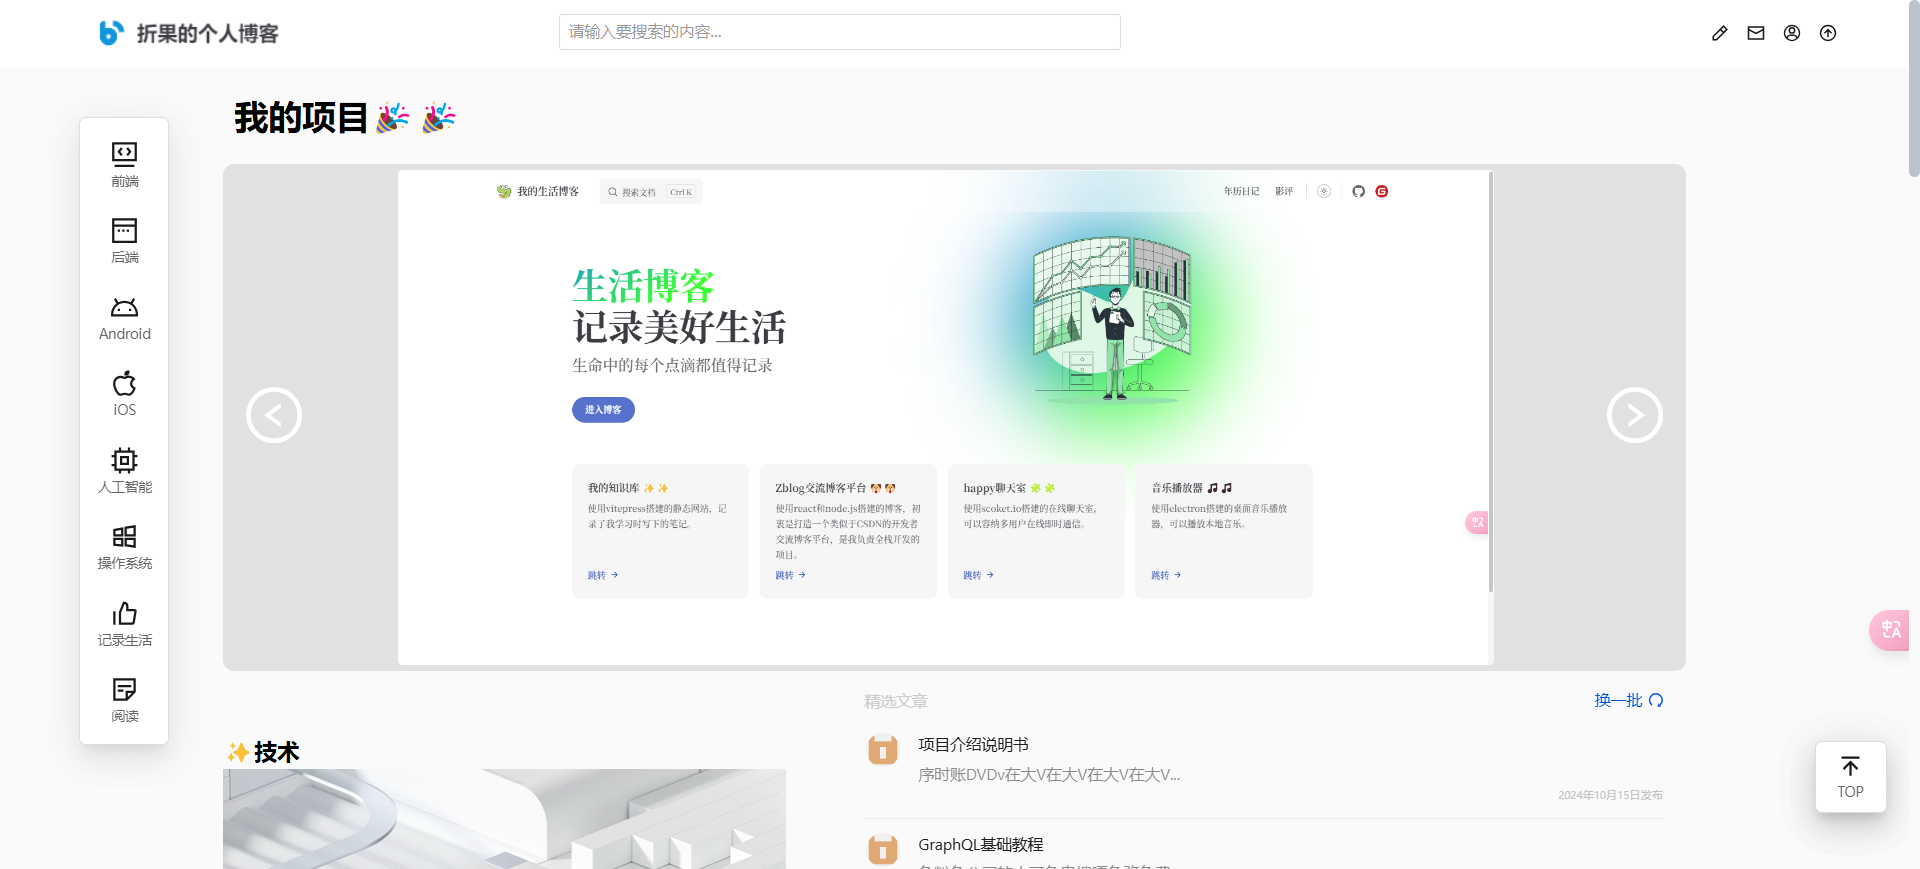 折果的个人博客
请输入要搜索的内容...
前端
后端
Android
iOS
人工智能
操作系统
记录生活
阅读
我的项目🎉 🎉
我的生活博客
搜索文档 Ctrl K
年历日记 影评
生活博客
记录美好生活
生命中的每个点滴都值得记录
进入博客
我的知识库 ✨✨
使用vitepress搭建的静态网站，记
录了我学习时写下的笔记。
跳转 →
Zblog交流博客平台 🐶🐶
使用react和node.js搭建的博客，初
衷是打造一个类似于CSDN的开发者
交流博客平台，是我负责全栈开发的
项目。
跳转 →
happy聊天室 🧩🧩
使用scoket.io搭建的在线聊天室，
可以容纳多用户在线即时通信。
跳转 →
音乐播放器 🎵🎵
使用electron搭建的桌面音乐播放
器，可以播放本地音乐。
跳转 →
精选文章
换一批
项目介绍说明书
序时账DVDv在大V在大V在大V在大V...
2024年10月15日发布
GraphQL基础教程
✨技术
TOP